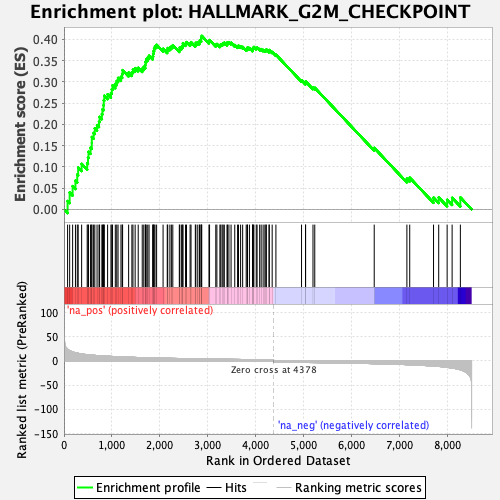 Enrichment plot: HALLMARK_G2M_CHECKPOINT
Enrichment score (ES)
0.40
0.35
0.30
0.25
0.20
0.15
0.10
0.05
0.00
'na_pos' (positively correlated)
Ranked list metric (PreRanked)
100
50
0
-50
-100
-150
Zero cross at 4378
'na_neg' (negatively correlated)
0 1,000 2,000 3,000 4,000 5,000 6,000 7,000 8,000
Rank in Ordered Dataset
Enrichment profile Hits Ranking metric scores